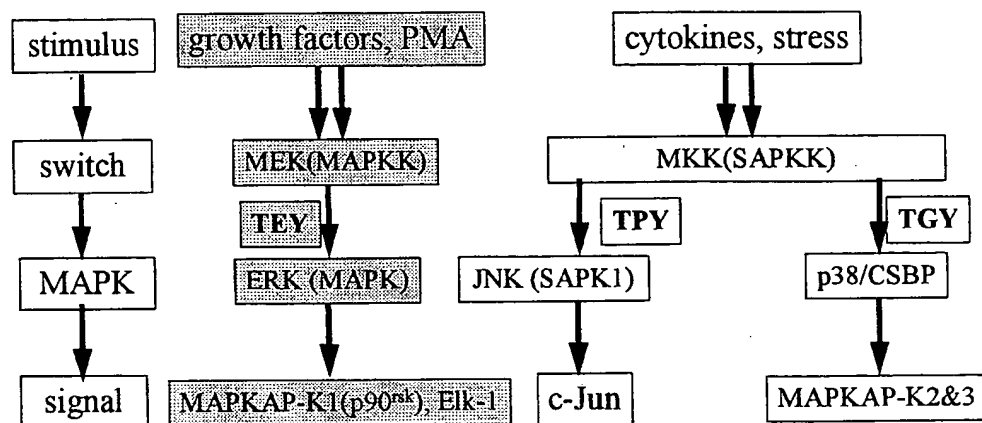 stimulus
growth factors, PMA
cytokines, stress
switch
MEK(MAPKK)
MKK(SAPKK)
TEY
TPY
TGY
MAPK
ERK (MAPK)
JNK (SAPK1)
p38/CSBP
signal
MAPKAP-K1(p90rsk), Elk-1
c-Jun
MAPKAP-K2&3